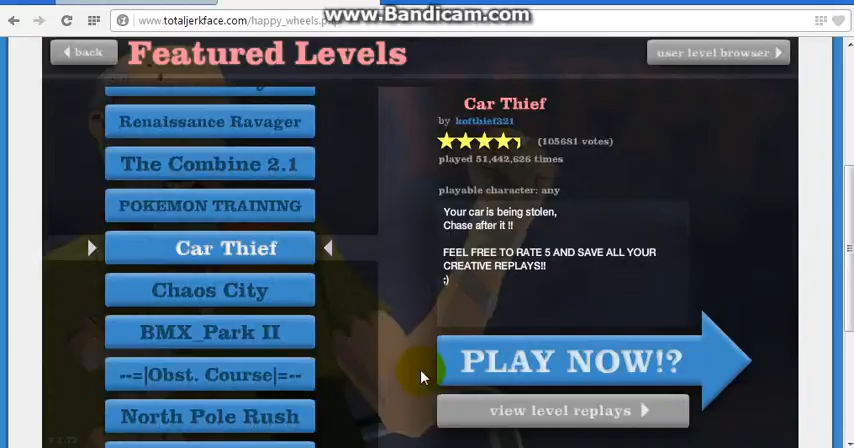 www.Bandicam.com
www.totaljerkface.com/happy_wheels.p
back
Featured Levels
user level browser
Renaissance Ravager
The Combine 2.1
POKEMON TRAINING
Car Thief
Chaos City
BMX_Park II
--=|Obst. Course|=--
North Pole Rush
Car Thief
by kofthief321
(105681 votes)
played 51,442,626 times
playable character: any
Your car is being stolen,
Chase after it !!
FEEL FREE TO RATE 5 AND SAVE ALL YOUR
CREATIVE REPLAYS!!
;)
PLAY NOW!?
view level replays